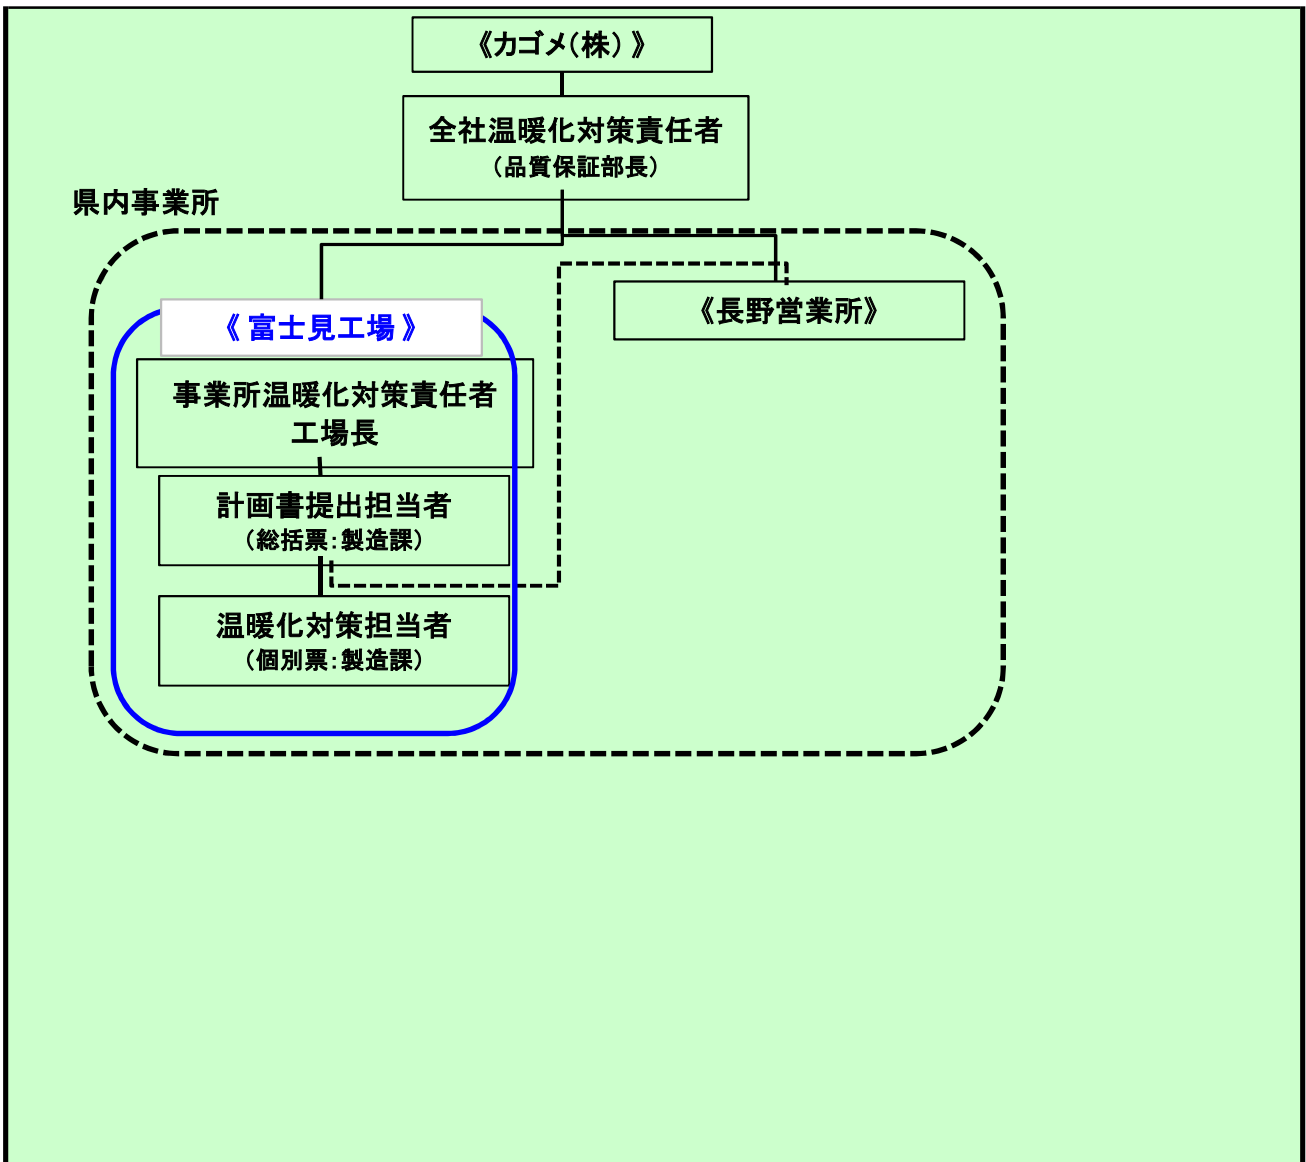 《カゴメ（株）》
全社温暖化対策責任者
（品質保証部長）
県内事業所
《長野営業所》
《 富士見工場 》
事業所温暖化対策責任者
工場長
計画書提出担当者
（総括票：製造課）
温暖化対策担当者
（個別票：製造課）